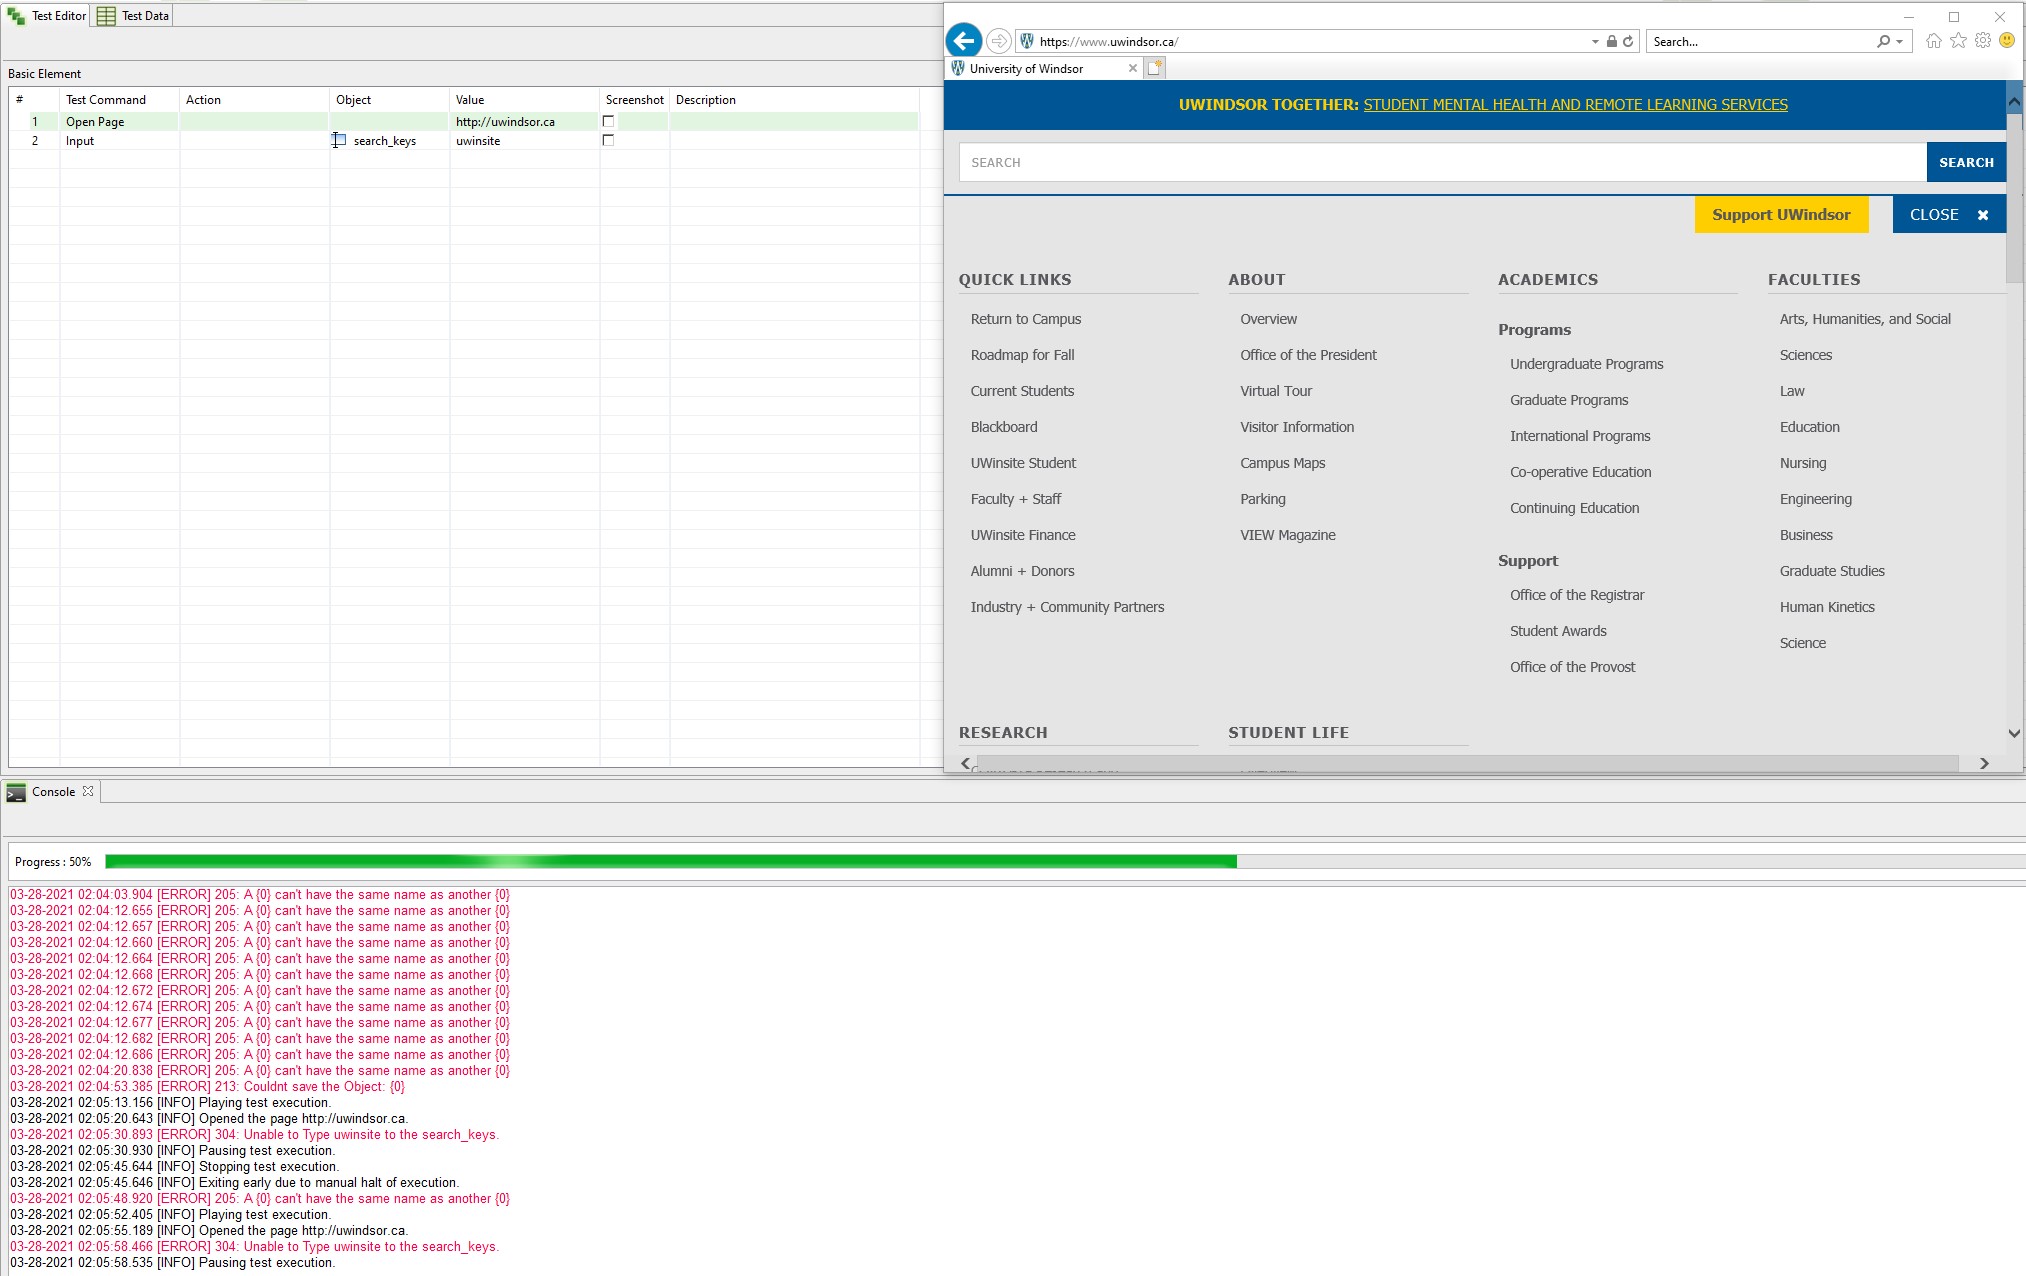 Test Editor
Test Data
Basic Element
# Test Command Action Object Value Screenshot Description
1 Open Page http://uwindsor.ca
2 Input search_keys uwinsite
https://www.uwindsor.ca/
Search...
University of Windsor
UWINDSOR TOGETHER: STUDENT MENTAL HEALTH AND REMOTE LEARNING SERVICES
SEARCH
SEARCH
Support UWindsor
CLOSE
QUICK LINKS
Return to Campus
Roadmap for Fall
Current Students
Blackboard
UWinsite Student
Faculty + Staff
UWinsite Finance
Alumni + Donors
Industry + Community Partners
ABOUT
Overview
Office of the President
Virtual Tour
Visitor Information
Campus Maps
Parking
VIEW Magazine
ACADEMICS
Programs
Undergraduate Programs
Graduate Programs
International Programs
Co-operative Education
Continuing Education
Support
Office of the Registrar
Student Awards
Office of the Provost
FACULTIES
Arts, Humanities, and Social
Sciences
Law
Education
Nursing
Engineering
Business
Graduate Studies
Human Kinetics
Science
RESEARCH
STUDENT LIFE
Console
Progress : 50%
03-28-2021 02:04:03.904 [ERROR] 205: A {0} can't have the same name as another {0}
03-28-2021 02:04:12.655 [ERROR] 205: A {0} can't have the same name as another {0}
03-28-2021 02:04:12.657 [ERROR] 205: A {0} can't have the same name as another {0}
03-28-2021 02:04:12.660 [ERROR] 205: A {0} can't have the same name as another {0}
03-28-2021 02:04:12.664 [ERROR] 205: A {0} can't have the same name as another {0}
03-28-2021 02:04:12.668 [ERROR] 205: A {0} can't have the same name as another {0}
03-28-2021 02:04:12.672 [ERROR] 205: A {0} can't have the same name as another {0}
03-28-2021 02:04:12.674 [ERROR] 205: A {0} can't have the same name as another {0}
03-28-2021 02:04:12.677 [ERROR] 205: A {0} can't have the same name as another {0}
03-28-2021 02:04:12.682 [ERROR] 205: A {0} can't have the same name as another {0}
03-28-2021 02:04:12.686 [ERROR] 205: A {0} can't have the same name as another {0}
03-28-2021 02:04:20.838 [ERROR] 205: A {0} can't have the same name as another {0}
03-28-2021 02:04:53.385 [ERROR] 213: Couldnt save the Object: {0}
03-28-2021 02:05:13.156 [INFO] Playing test execution.
03-28-2021 02:05:20.643 [INFO] Opened the page http://uwindsor.ca.
03-28-2021 02:05:30.893 [ERROR] 304: Unable to Type uwinsite to the search_keys.
03-28-2021 02:05:30.930 [INFO] Pausing test execution.
03-28-2021 02:05:45.644 [INFO] Stopping test execution.
03-28-2021 02:05:45.646 [INFO] Exiting early due to manual halt of execution.
03-28-2021 02:05:48.920 [ERROR] 205: A {0} can't have the same name as another {0}
03-28-2021 02:05:52.405 [INFO] Playing test execution.
03-28-2021 02:05:55.189 [INFO] Opened the page http://uwindsor.ca.
03-28-2021 02:05:58.466 [ERROR] 304: Unable to Type uwinsite to the search_keys.
03-28-2021 02:05:58.535 [INFO] Pausing test execution.